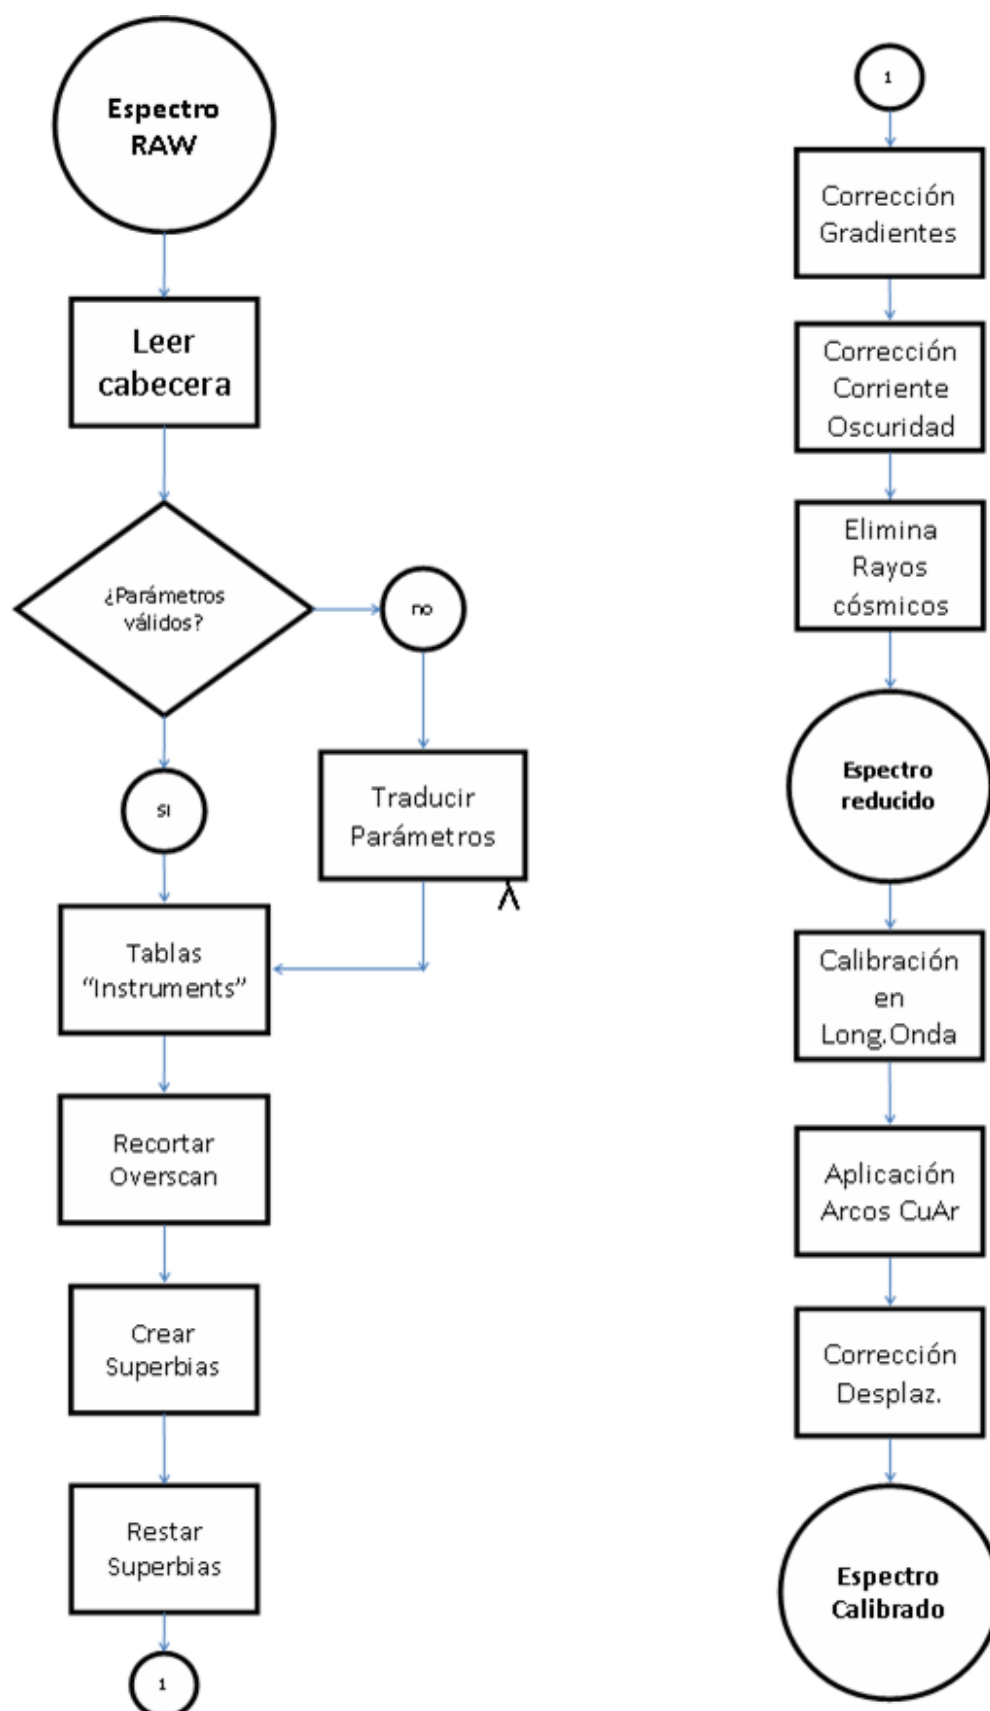 Espectro
RAW
Leer
cabecera
¿Parámetros
válidos?
no
SI
Traducir
Parámetros
Tablas
“Instruments”
Recortar
Overscan
Crear
Superbias
Restar
Superbias
1
1
Corrección
Gradientes
Corrección
Corriente
Oscuridad
Elimina
Rayos
cósmicos
Espectro
reducido
Calibración
en
Long.Onda
Aplicación
Arcos CuAr
Corrección
Desplaz.
Espectro
Calibrado